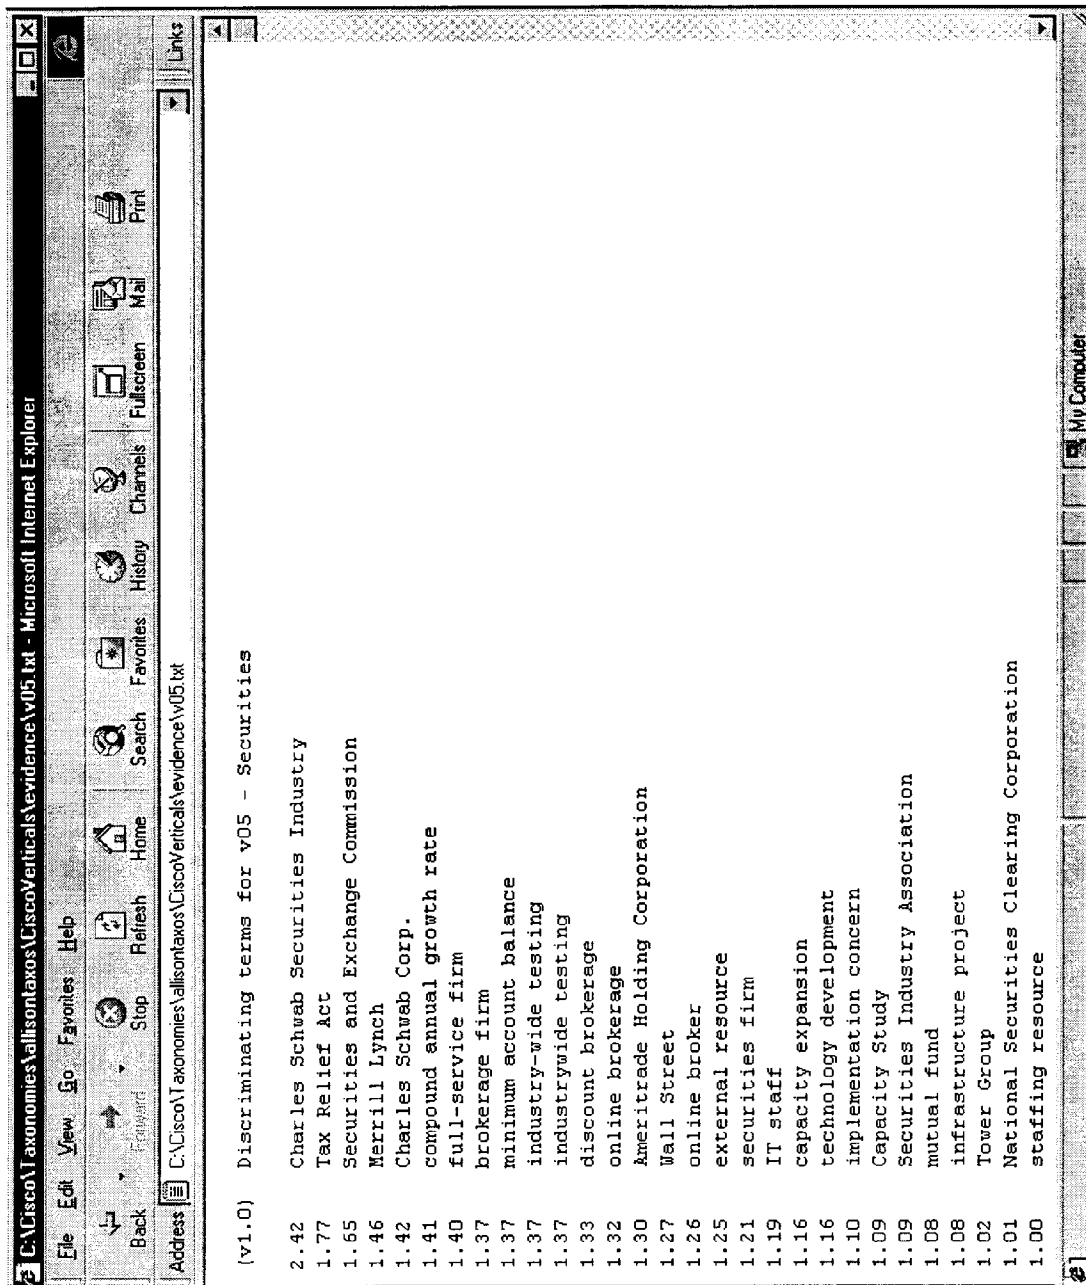 C:\Cisco\Taxonomies\allisontaxos\CiscoVerticals\evidence\v05.txt - Microsoft Internet Explorer
File Edit View Go Favorites Help
Back Forward Stop Refresh Home Search Favorites History Channels Fullscreen Mail Print
Address C:\Cisco\Taxonomies\allisontaxos\CiscoVerticals\evidence\v05.txt Links
(v1.0) Discriminating terms for v05 - Securities
2.42 Charles Schwab Securities Industry
1.77 Tax Relief Act
1.65 Securities and Exchange Commission
1.46 Merrill Lynch
1.42 Charles Schwab Corp.
1.41 compound annual growth rate
1.40 full-service firm
1.37 brokerage firm
1.37 minimum account balance
1.37 industry-wide testing
1.37 industrywide testing
1.33 discount brokerage
1.32 online brokerage
1.30 Ameritrade Holding Corporation
1.27 Wall Street
1.26 online broker
1.25 external resource
1.21 securities firm
1.19 IT staff
1.16 capacity expansion
1.16 technology development
1.10 implementation concern
1.09 Capacity Study
1.09 Securities Industry Association
1.08 mutual fund
1.08 infrastructure project
1.02 Tower Group
1.01 National Securities Clearing Corporation
1.00 staffing resource
My Computer